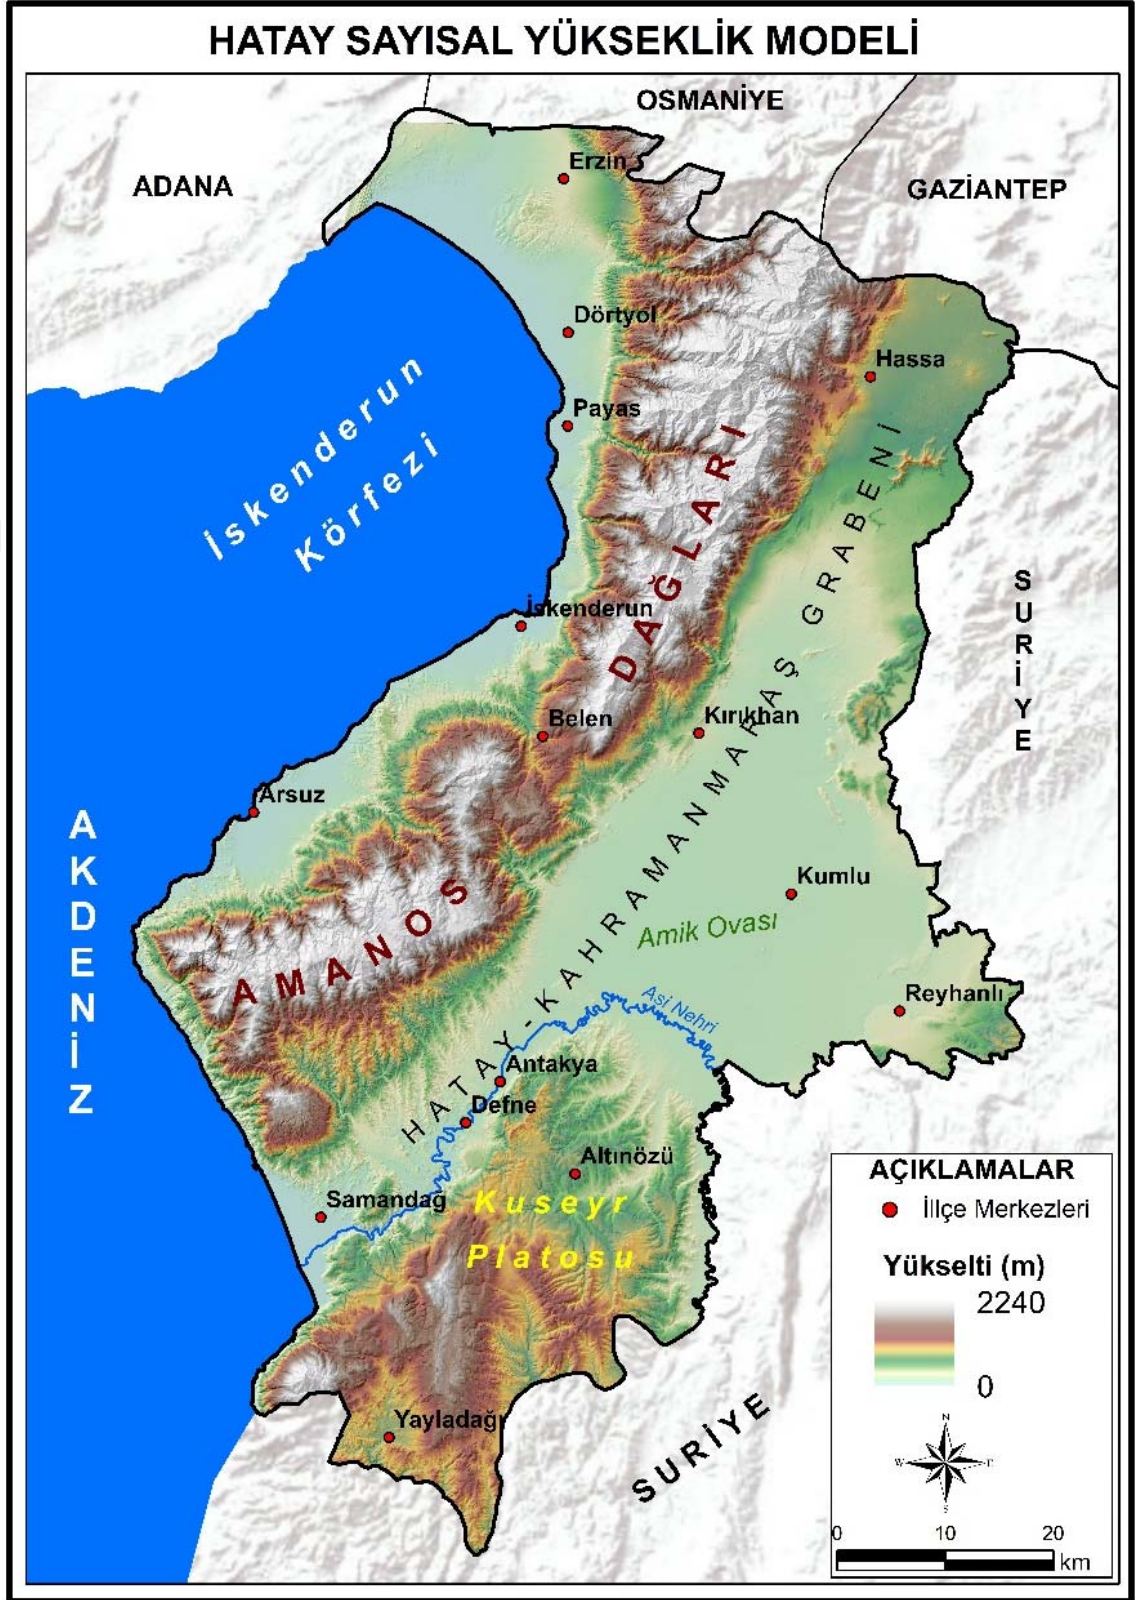 HATAY SAYISAL YÜKSEKLİK MODELİ
OSMANİYE
ADANA
GAZİANTEP
Erzin
Dörtyol
Hassa
Payas
İskenderun
Körfezi
SURİYE
İskenderun
Belen
Kırıkhan
Arsuz
AMANOS DAĞLARI
HATAY-KAHRAMANMARAŞ GRABENİ
AKDENİZ
Kumlu
Amik Ovası
Reyhanlı
Asi Nehri
Antakya
Defne
Altınözü
Samandağ
Kuseyr
Platosu
Yayladağı
SURİYE
AÇIKLAMALAR
İllçe Merkezleri
Yükselti (m)
2240
0
N
W E
S
0 10 20
km